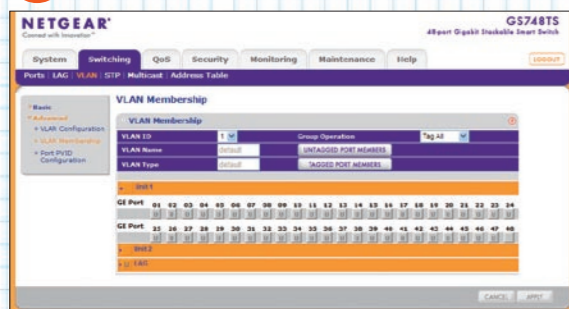 NETGEAR®
Connect with Innovation™
GS748TS
48-port Gigabit Stackable Smart Switch
System Switching QoS Security Monitoring Maintenance Help LOGOUT
Ports | LAG | VLAN | STP | Multicast | Address Table
Basic
Advanced
VLAN Configuration
VLAN Membership
Port PVID
Configuration
VLAN Membership
VLAN Membership
VLAN ID 1 Group Operation Tag All
VLAN Name default UNTAGGED PORT MEMBERS
VLAN Type default TAGGED PORT MEMBERS
Unit 1
GE Port 01 02 03 04 05 06 07 08 09 10 11 12 13 14 15 16 17 18 19 20 21 22 23 24
U U U U U U U U U U U U U U U U U U U U U U U U
GE Port 25 26 27 28 29 30 31 32 33 34 35 36 37 38 39 40 41 42 43 44 45 46 47 48
U U U U U U U U U U U U U U U U U U U U U U U U
Unit 2
LAG
CANCEL APPLY